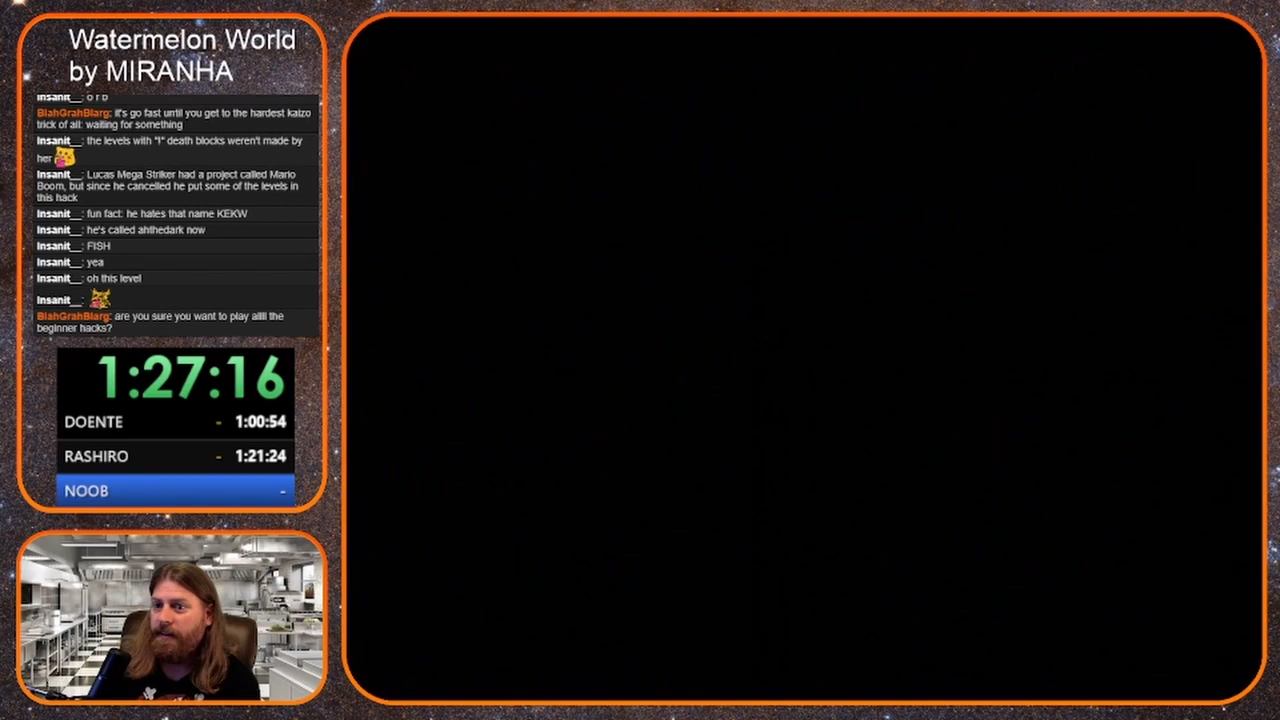 Watermelon World
by MIRANHA
Insanit__: o r b
BlahGrahBlarg: it's go fast until you get to the hardest kaizo
trick of all: waiting for something
Insanit__: the levels with "!" death blocks weren't made by
her
Insanit__: Lucas Mega Striker had a project called Mario
Boom, but since he cancelled he put some of the levels in
this hack
Insanit__: fun fact: he hates that name KEKW
Insanit__: he's called ahthedark now
Insanit__: FISH
Insanit__: yea
Insanit__: oh this level
Insanit__:
BlahGrahBlarg: are you sure you want to play allll the
beginner hacks?
1:27:16
DOENTE - 1:00:54
RASHIRO - 1:21:24
NOOB -